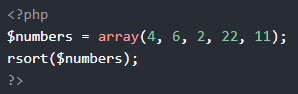 <?php
$numbers = array(4, 6, 2, 22, 11);
rsort($numbers);
?>